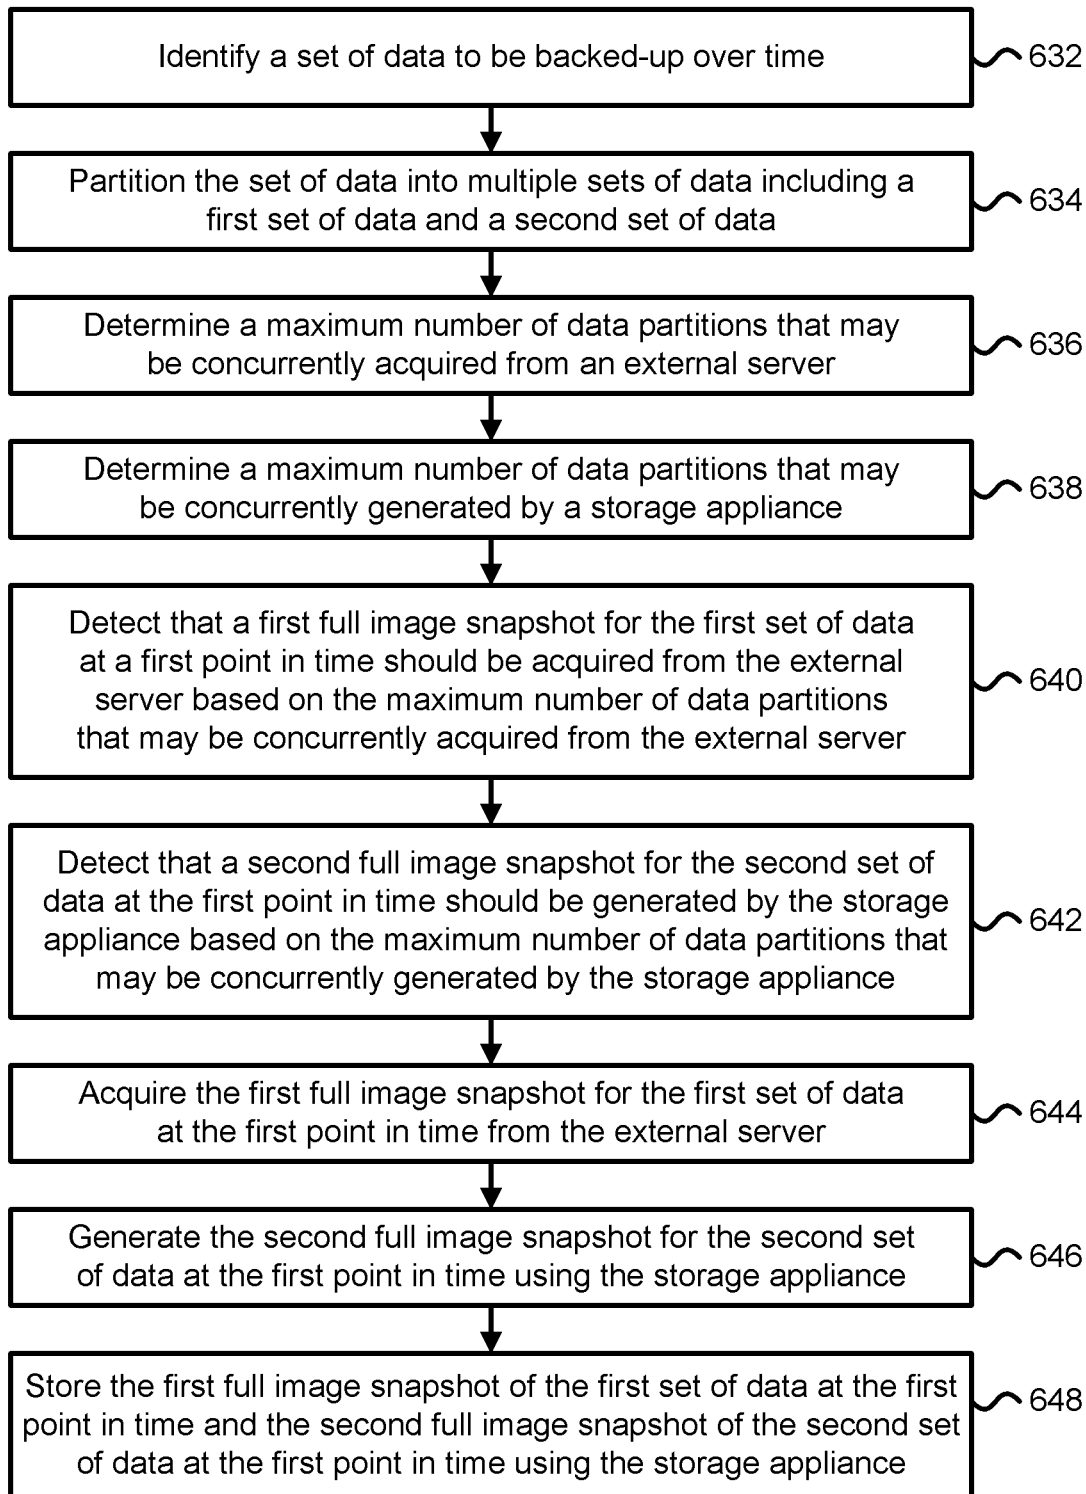 Identify a set of data to be backed-up over time
632
Partition the set of data into multiple sets of data including a
first set of data and a second set of data
634
Determine a maximum number of data partitions that may
be concurrently acquired from an external server
636
Determine a maximum number of data partitions that may
be concurrently generated by a storage appliance
638
Detect that a first full image snapshot for the first set of data
at a first point in time should be acquired from the external
server based on the maximum number of data partitions
that may be concurrently acquired from the external server
640
Detect that a second full image snapshot for the second set of
data at the first point in time should be generated by the storage
appliance based on the maximum number of data partitions that
may be concurrently generated by the storage appliance
642
Acquire the first full image snapshot for the first set of data
at the first point in time from the external server
644
Generate the second full image snapshot for the second set
of data at the first point in time using the storage appliance
646
Store the first full image snapshot of the first set of data at the first
point in time and the second full image snapshot of the second set
of data at the first point in time using the storage appliance
648